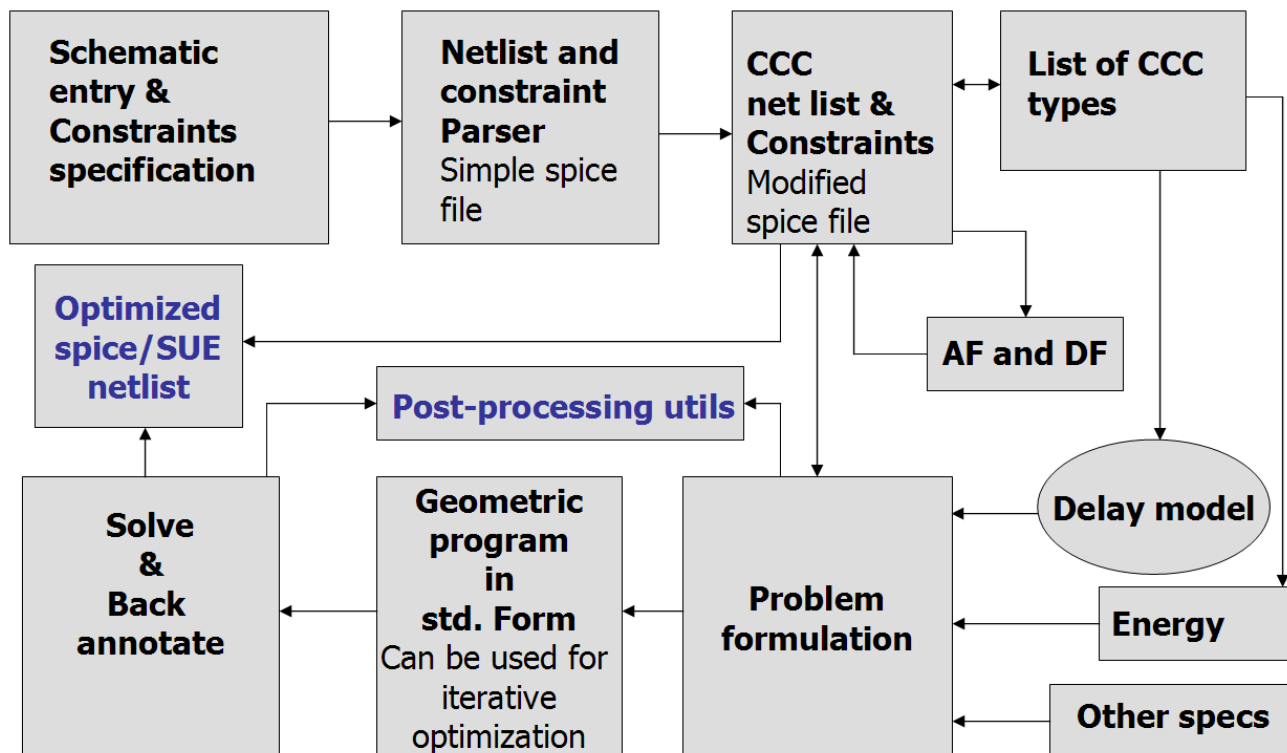 Schematic
entry &
Constraints
specification
Netlist and
constraint
Parser
Simple spice
file
CCC
net list &
Constraints
Modified
spice file
List of CCC
types
Optimized
spice/SUE
netlist
AF and DF
Post-processing utils
Solve
&
Back
annotate
Geometric
program
in
std. Form
Can be used for
iterative
optimization
Problem
formulation
Delay model
Energy
Other specs